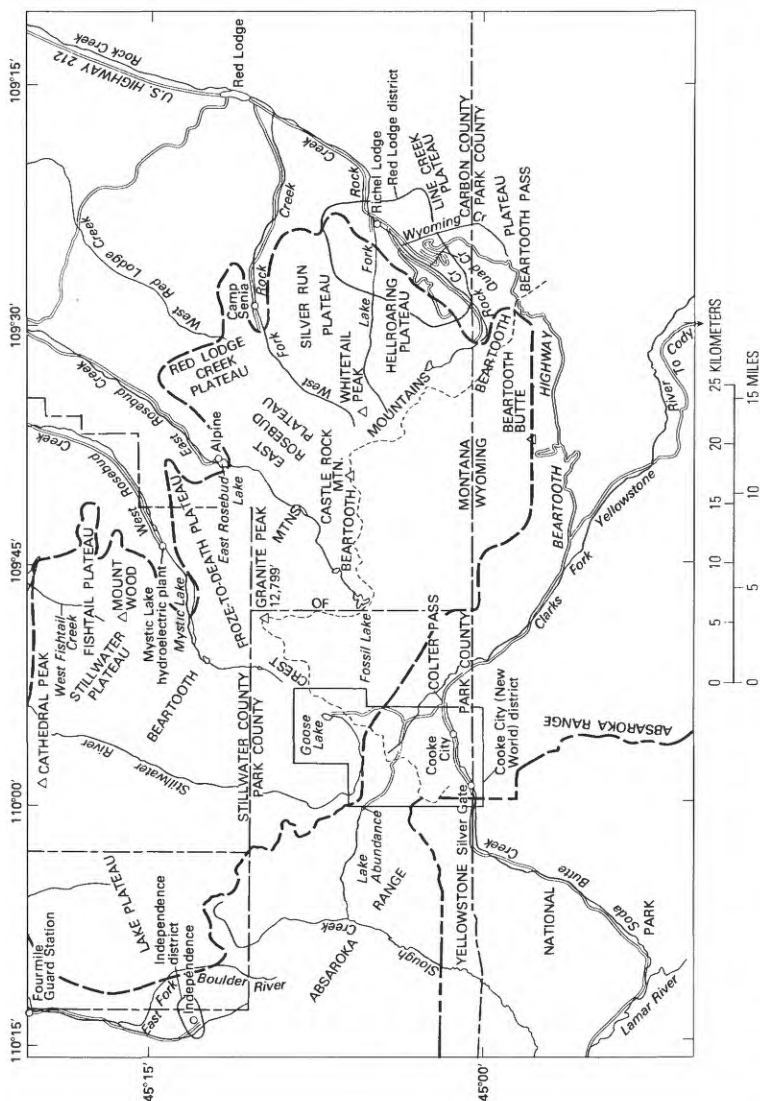 110°15'
110°00'
109°45'
109°30'
109°15'
45°15'
45°00'
Fourmile
Guard Station
LAKE PLATEAU
Independence
district
Independence
East Fork
Boulder River
ABSAROKA
RANGE
Slough
Creek
Lake
Abundance
YELLOWSTONE
NATIONAL
PARK
Silver Gate
Soda
Butte
Creek
Lamar River
CATHEDRAL PEAK
Stillwater
River
STILLWATER COUNTY
PARK COUNTY
BEARTOOTH
MTNS
West Fishtail
Creek
FISHTAIL PLATEAU
STILLWATER
PLATEAU
MOUNT
WOOD
Mystic Lake
hydroelectric plant
Mystic Lake
FROZE-TO-DEATH PLATEAU
West Rosebud
Creek
East Rosebud
Creek
Alpine
East Rosebud
Lake
GRANITE PEAK
12,799'
CREST
OF
BEARTOOTH
MOUNTAINS
Goose
Lake
Fossil Lake
COLTER PASS
PARK COUNTY
Cooke
City
Cooke City (New
World) district
ABSAROKA RANGE
CASTLE ROCK
MTN.
EAST
ROSEBUD
PLATEAU
WHITETAIL
PEAK
RED LODGE
CREEK
PLATEAU
Camp
Senia
West Red Lodge Creek
West
Fork
Rock
Creek
SILVER RUN
PLATEAU
Lake
Fork
HELLROARING
PLATEAU
Rock
Creek
Red Lodge
U.S. HIGHWAY 212
Rock Creek
Richel Lodge
Red Lodge district
LINE CREEK
PLATEAU
Wyoming Cr
Quad Cr
Rock
Cr
CARBON COUNTY
PARK COUNTY
MONTANA
WYOMING
BEARTOOTH
PLATEAU
BEARTOOTH PASS
BEARTOOTH
BUTTE
BEARTOOTH
HIGHWAY
Clarks
Fork
Yellowstone
River
To Cody
0 5 10 15 20 25 KILOMETERS
0 5 10 15 MILES